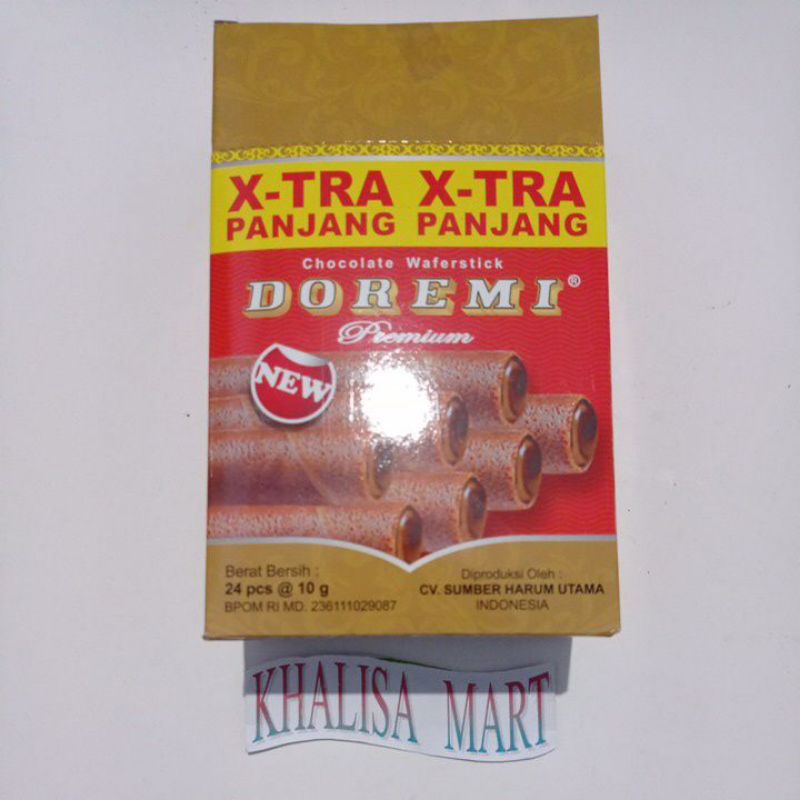 X-TRA X-TRA
PANJANG PANJANG
Chocolate Waferstick
DOREMI®
Premium
NEW
Berat Bersih :
24 pcs @ 10 g
BPOM RI MD. 236111029087
Diproduksi Oleh :
CV. SUMBER HARUM UTAMA
INDONESIA
KHALISA MART